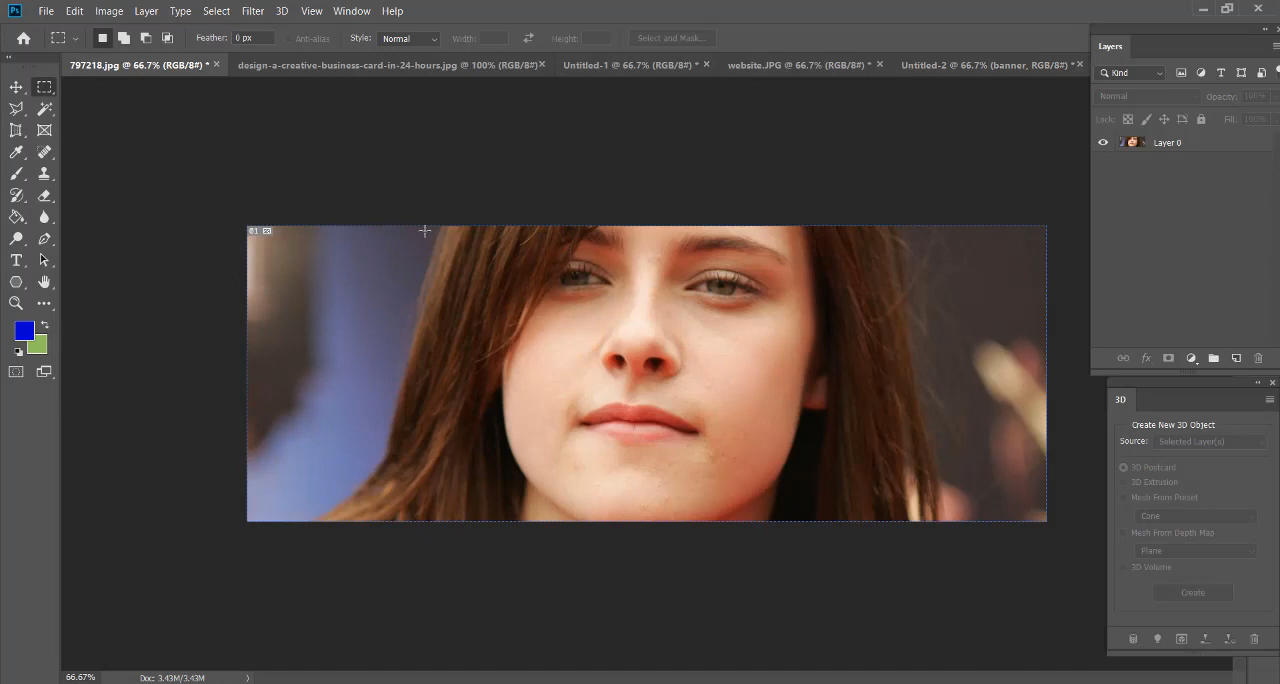 Ps File Edit Image Layer Type Select Filter 3D View Window Help
Feather: 0 px Anti-alias Style: Normal Width: Height: Select and Mask...
797218.jpg @ 66.7% (RGB/8#) * × design-a-creative-business-card-in-24-hours.jpg @ 100% (RGB/8#) × Untitled-1 @ 66.7% (RGB/8#) * × website.JPG @ 66.7% (RGB/8#) * × Untitled-2 @ 66.7% (banner, RGB/8#) * ×
Layers
Kind
Normal Opacity: 100%
Lock: Fill: 100%
Layer 0
01
fx
3D
Create New 3D Object
Source: Selected Layer(s)
3D Postcard
3D Extrusion
Mesh From Preset
Cone
Mesh From Depth Map
Plane
3D Volume
Create
66.67% Doc: 3.43M/3.43M